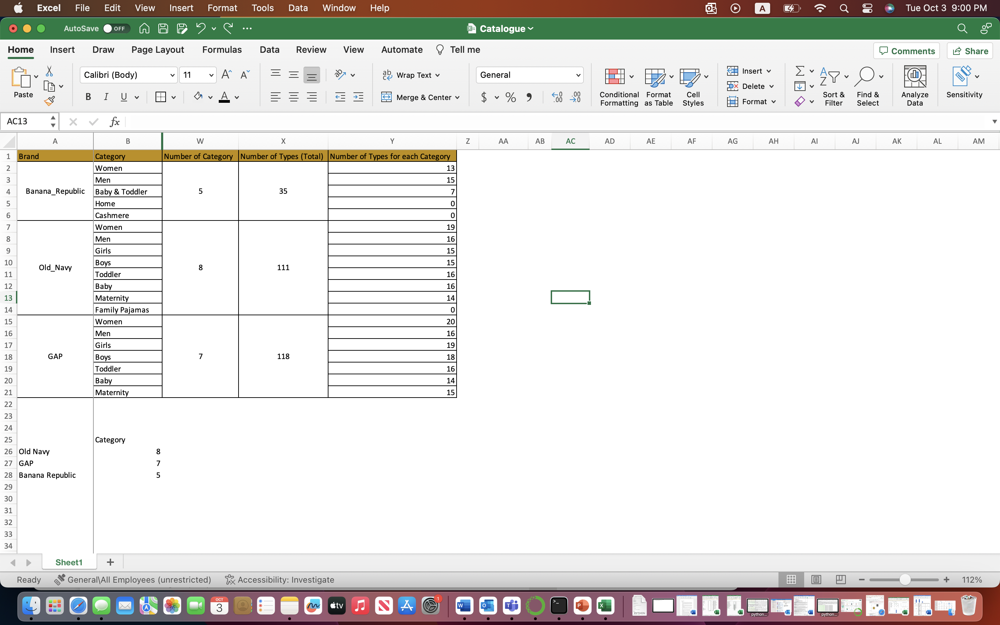 Excel File Edit View Insert Format Tools Data Window Help A Tue Oct 3 9:00 PM
AutoSave OFF Catalogue
Home Insert Draw Page Layout Formulas Data Review View Automate Tell me Comments Share
Paste Calibri (Body) 11 A A ab Wrap Text General Insert
B I U A Merge & Center $ % Conditional Formatting Format as Table Cell Styles Delete Format Sort & Filter Find & Select Analyze Data Sensitivity
AC13 fx
A B W X Y Z AA AB AC AD AE AF AG AH AI AJ AK AL AM
1 Brand Category Number of Category Number of Types (Total) Number of Types for each Category
2 Women 13
3 Men 15
4 Banana_Republic Baby & Toddler 5 35 7
5 Home 0
6 Cashmere 0
7 Women 19
8 Men 16
9 Girls 15
10 Boys 15
Old_Navy 8 111
11 Toddler 16
12 Baby 16
13 Maternity 14
14 Family Pajamas 0
15 Women 20
16 Men 16
17 Girls 19
18 GAP Boys 7 118 18
19 Toddler 16
20 Baby 14
21 Maternity 15
22
23
24
25 Category
26 Old Navy 8
27 GAP 7
28 Banana Republic 5
29
30
31
32
33
34
Sheet1 +
Ready General\All Employees (unrestricted) Accessibility: Investigate 112%
OCT 3 tv 1 W O T P X PYTHON python... python...